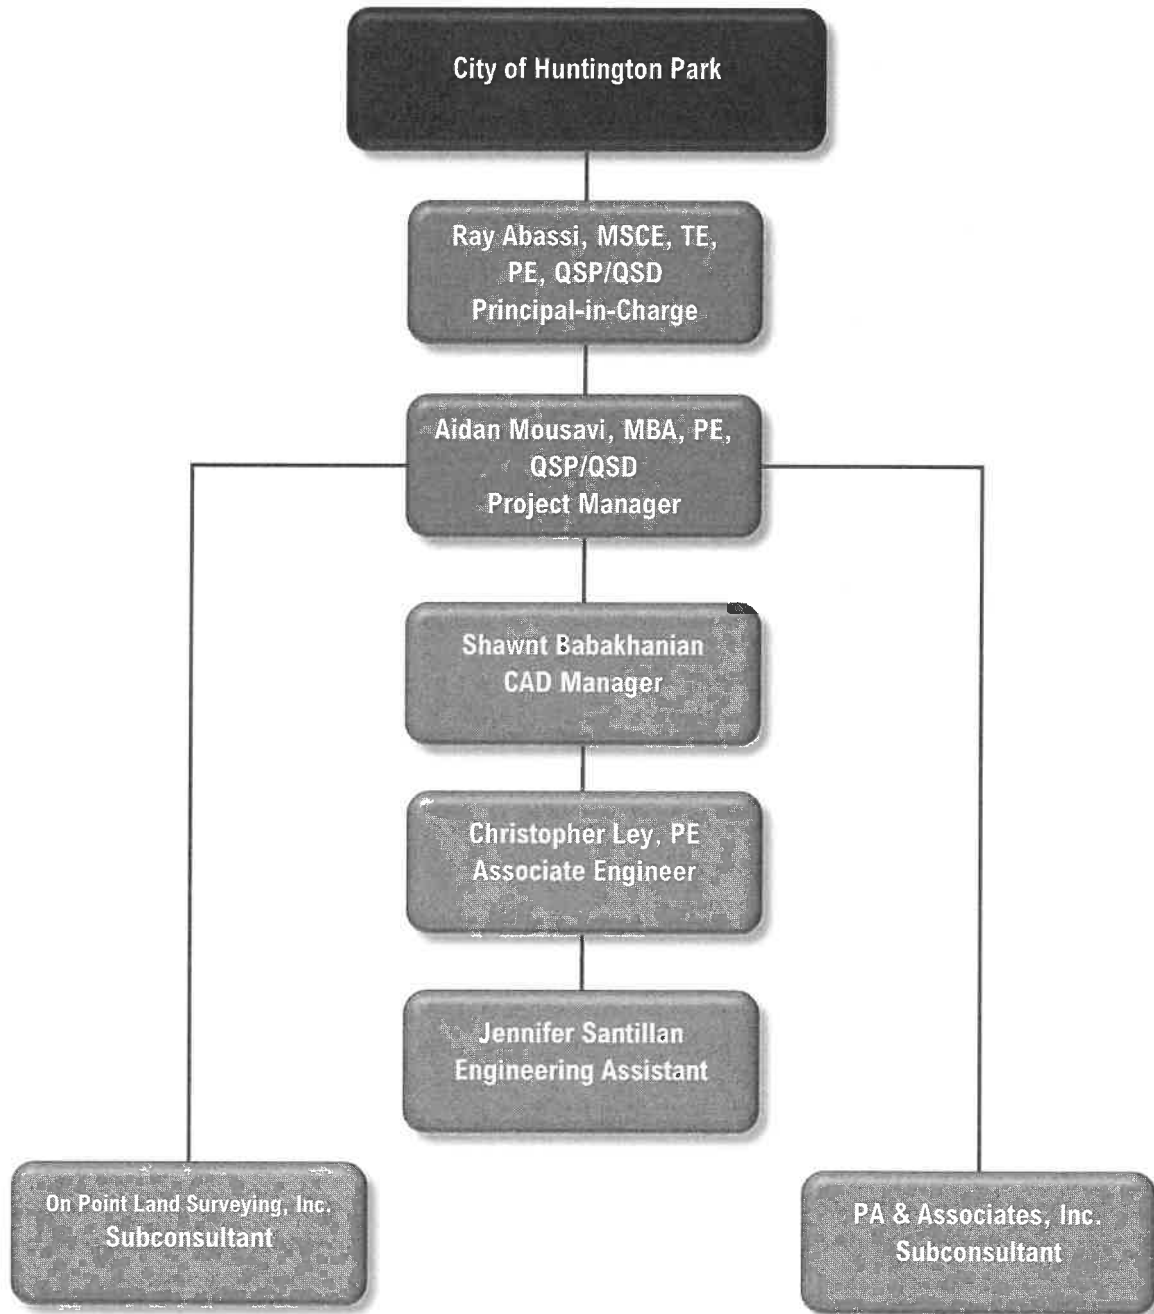 City of Huntington Park
Ray Abassi, MSCE, TE,
PE, QSP/QSD
Principal-in-Charge
Aidan Mousavi, MBA, PE,
QSP/QSD
Project Manager
Shawnt Babakhanian
CAD Manager
Christopher Ley, PE
Associate Engineer
Jennifer Santillan
Engineering Assistant
On Point Land Surveying, Inc.
Subconsultant
PA & Associates, Inc.
Subconsultant